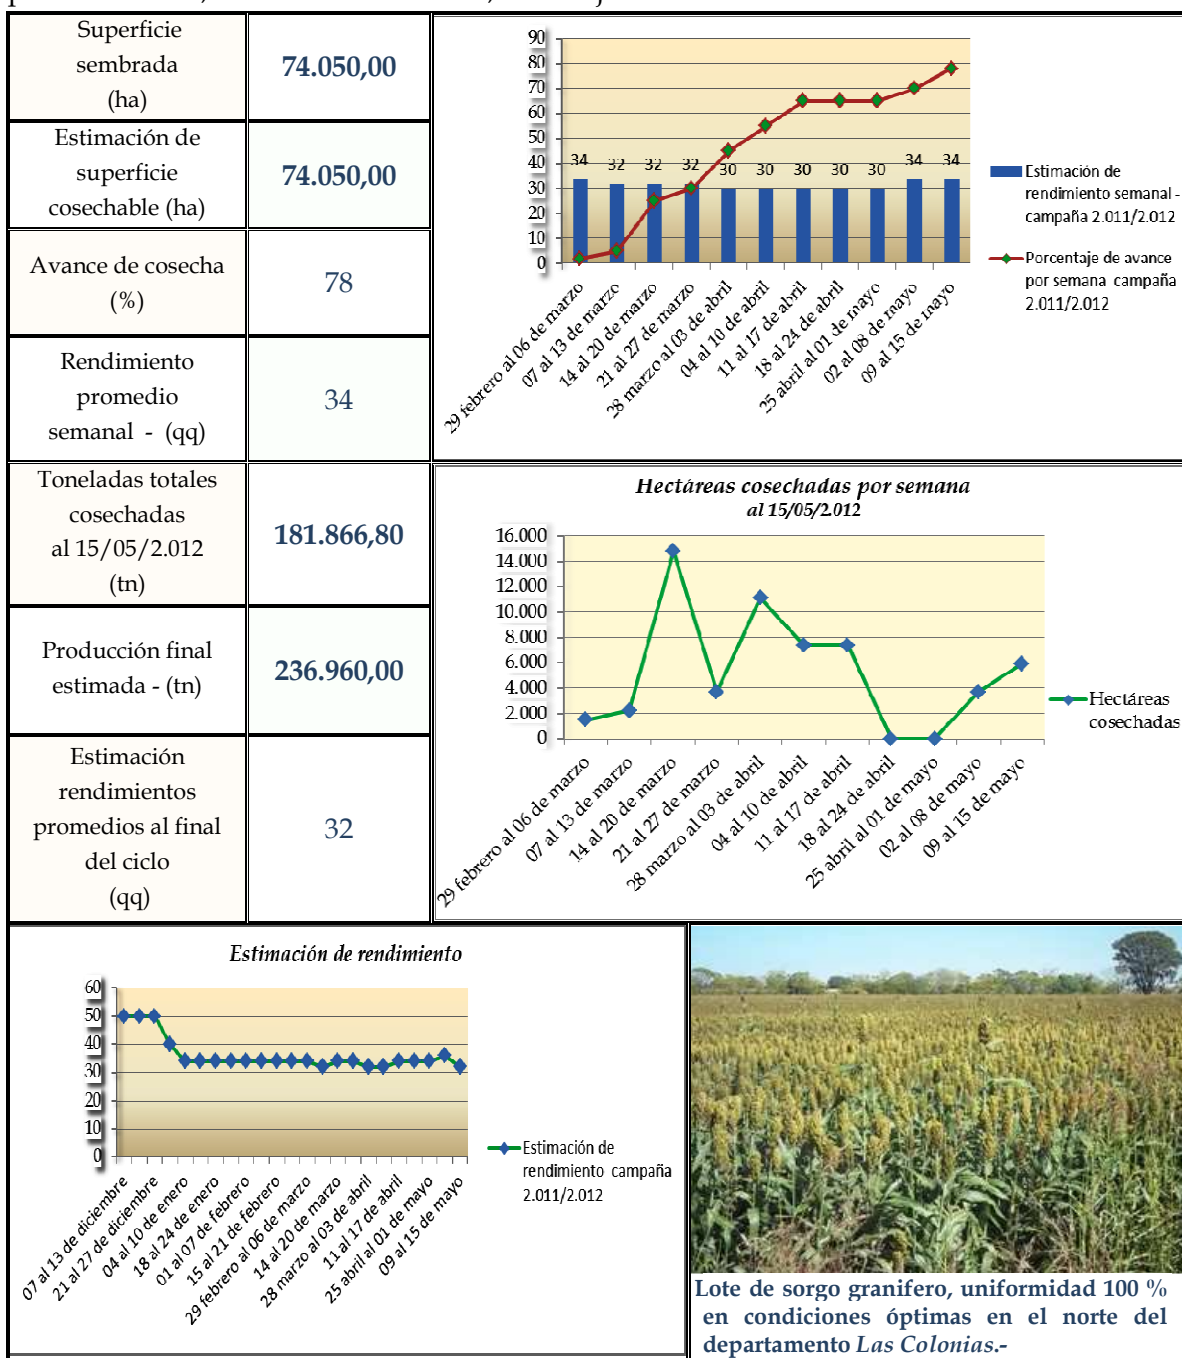 Superficie
sembrada
(ha)
74.050,00
Estimación de
superficie
cosechable (ha)
74.050,00
Avance de cosecha
(%)
78
Rendimiento
promedio
semanal - (qq)
34
90
80
70
60
50
40
30
20
10
0
34
32
32
32
30
30
30
30
30
34
34
29 febrero al 06 de marzo
07 al 13 de marzo
14 al 20 de marzo
21 al 27 de marzo
28 marzo al 03 de abril
04 al 10 de abril
11 al 17 de abril
18 al 24 de abril
25 abril al 01 de mayo
02 al 08 de mayo
09 al 15 de mayo
Estimación de
rendimiento semanal -
campaña 2.011/2.012
Porcentaje de avance
por semana campaña
2.011/2.012
Toneladas totales
cosechadas
al 15/05/2.012
(tn)
181.866,80
Producción final
estimada - (tn)
236.960,00
Estimación
rendimientos
promedios al final
del ciclo
(qq)
32
Hectáreas cosechadas por semana
al 15/05/2.012
16.000
14.000
12.000
10.000
8.000
6.000
4.000
2.000
0
29 febrero al 06 de marzo
07 al 13 de marzo
14 al 20 de marzo
21 al 27 de marzo
28 marzo al 03 de abril
04 al 10 de abril
11 al 17 de abril
18 al 24 de abril
25 abril al 01 de mayo
02 al 08 de mayo
09 al 15 de mayo
Hectáreas
cosechadas
Estimación de rendimiento
60
50
40
30
20
10
0
07 al 13 de diciembre
21 al 27 de diciembre
04 al 10 de enero
18 al 24 de enero
01 al 07 de febrero
15 al 21 de febrero
29 febrero al 06 de marzo
14 al 20 de marzo
28 marzo al 03 de abril
11 al 17 de abril
25 abril al 01 de mayo
09 al 15 de mayo
Estimación de
rendimiento campaña
2.011/2.012
Lote de sorgo granifero, uniformidad 100 %
en condiciones óptimas en el norte del
departamento Las Colonias.-